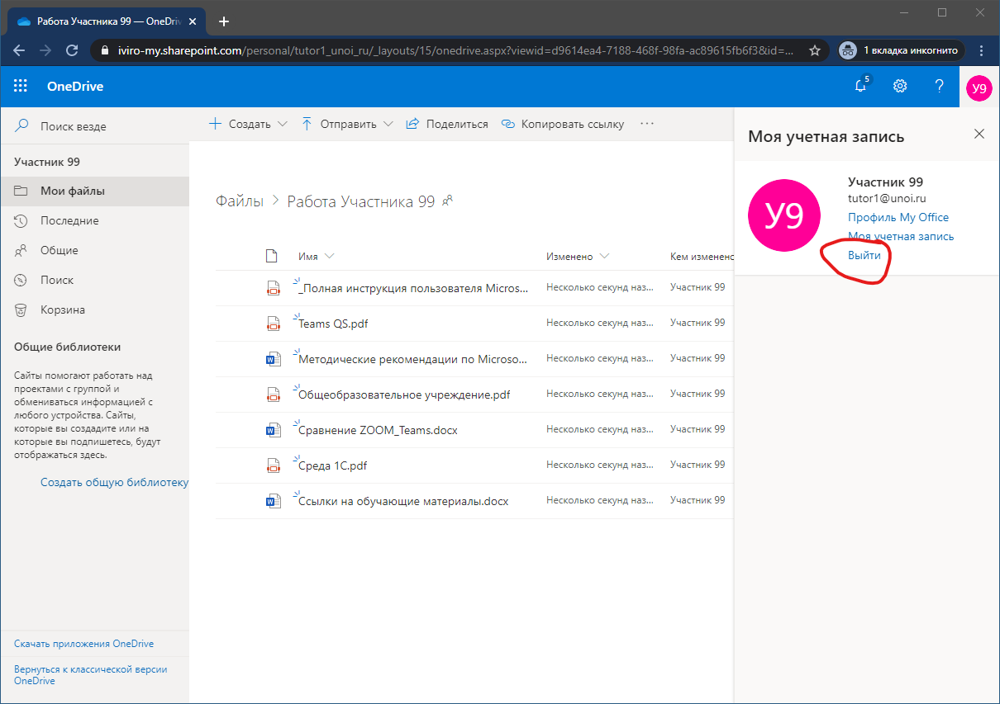 Работа Участника 99 — OneDriv
iviro-my.sharepoint.com/personal/tutor1_unoi_ru/_layouts/15/onedrive.aspx?viewid=d9614ea4-7188-468f-98fa-ac89615fb6f3&id=...
1 вкладка инкогнито
OneDrive
5
?
У9
Поиск везде
Создать
Отправить
Поделиться
Копировать ссылку
...
Моя учетная запись
Участник 99
Мои файлы
Последние
Общие
Поиск
Корзина
Общие библиотеки
Сайты помогают работать над
проектами с группой и
обмениваться информацией с
любого устройства. Сайты,
которые вы создадите или на
которые вы подпишетесь, будут
отображаться здесь.
Создать общую библиотеку
Скачать приложения OneDrive
Вернуться к классической версии
OneDrive
Файлы > Работа Участника 99
Имя Изменено Кем изменено
_Полная инструкция пользователя Micros... Несколько секунд наз... Участник 99
Teams QS.pdf Несколько секунд наз... Участник 99
Методические рекомендации по Microso... Несколько секунд наз... Участник 99
Общеобразовательное учреждение.pdf Несколько секунд наз... Участник 99
Сравнение ZOOM_Teams.docx Несколько секунд наз... Участник 99
Среда 1С.pdf Несколько секунд наз... Участник 99
Ссылки на обучающие материалы.docx Несколько секунд наз... Участник 99
У9
Участник 99
tutor1@unoi.ru
Профиль My Office
Моя учетная запись
Выйти